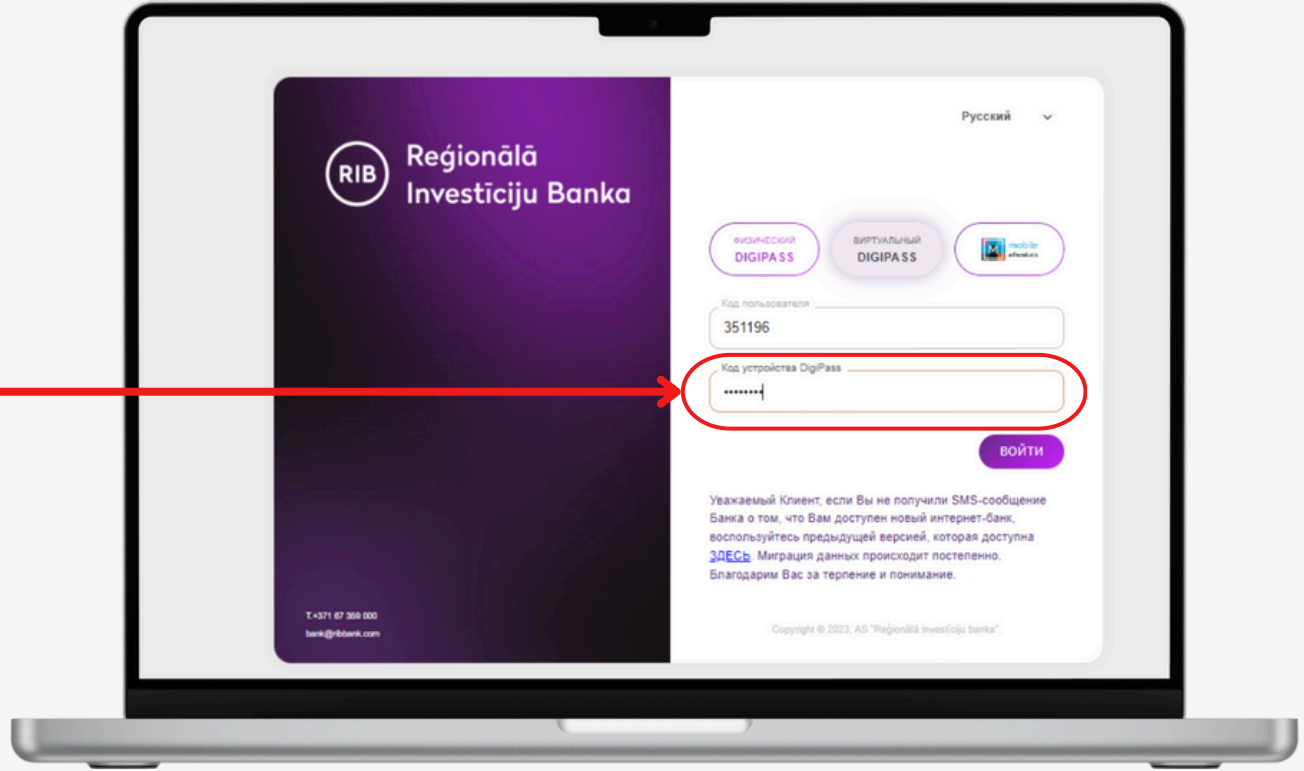 RIB
Reģionālā
Investīciju Banka
Русский
ФИЗИЧЕСКИЙ
DIGIPASS
ВИРТУАЛЬНЫЙ
DIGIPASS
M mobile
Код пользователя
351196
Код устройства DigiPass
••••••••
ВОЙТИ
Уважаемый Клиент, если Вы не получили SMS-сообщение
Банка о том, что Вам доступен новый интернет-банк,
воспользуйтесь предыдущей версией, которая доступна
ЗДЕСЬ. Миграция данных происходит постепенно.
Благодарим Вас за терпение и понимание.
T.+371 67 359 000
bank@ribbank.com
Copyright © 2023, AS "Reģionālā investīciju banka".